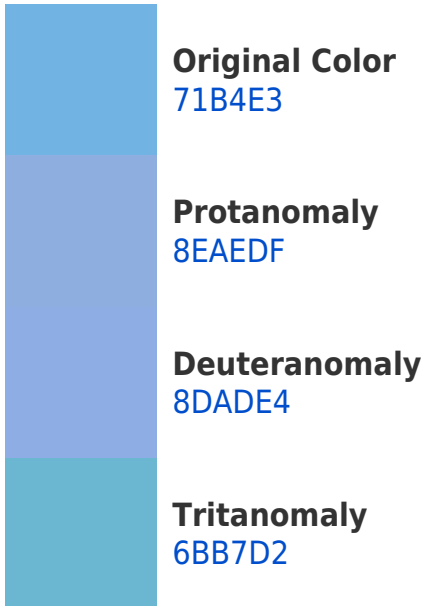 Original Color
71B4E3
Protanomaly
8EAEDF
Deuteranomaly
8DADE4
Tritanomaly
6BB7D2